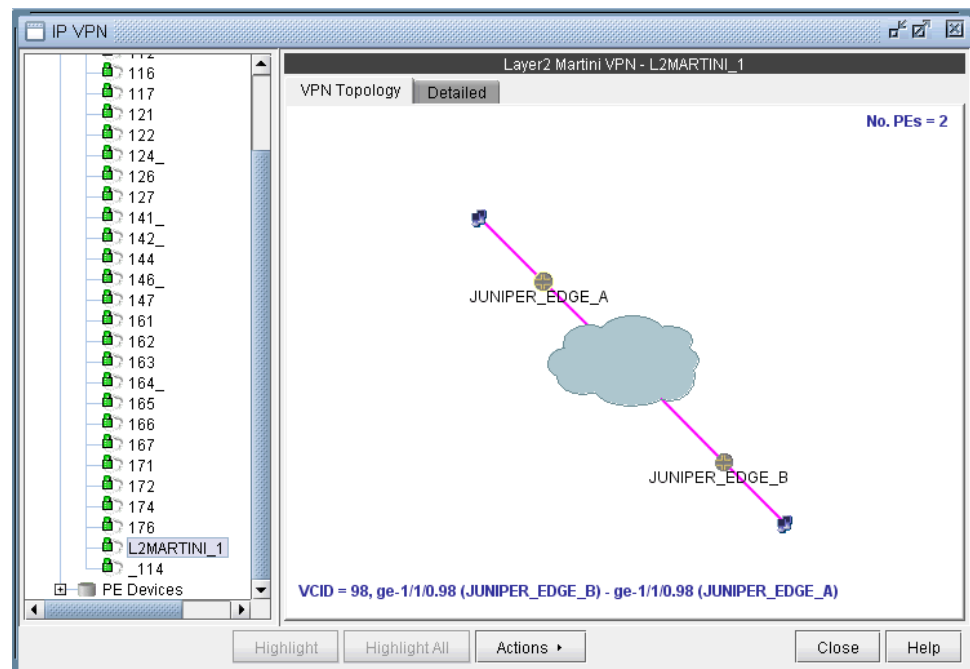 IP VPN
112
116
117
121
122
124_
126
127
141_
142_
144
146_
147
161
162
163
164_
165
166
167
171
172
174
176
L2MARTINI_1
_114
PE Devices
Layer2 Martini VPN - L2MARTINI_1
VPN Topology
Detailed
No. PEs = 2
JUNIPER_EDGE_A
JUNIPER_EDGE_B
VCID = 98, ge-1/1/0.98 (JUNIPER_EDGE_B) - ge-1/1/0.98 (JUNIPER_EDGE_A)
Highlight
Highlight All
Actions
Close
Help